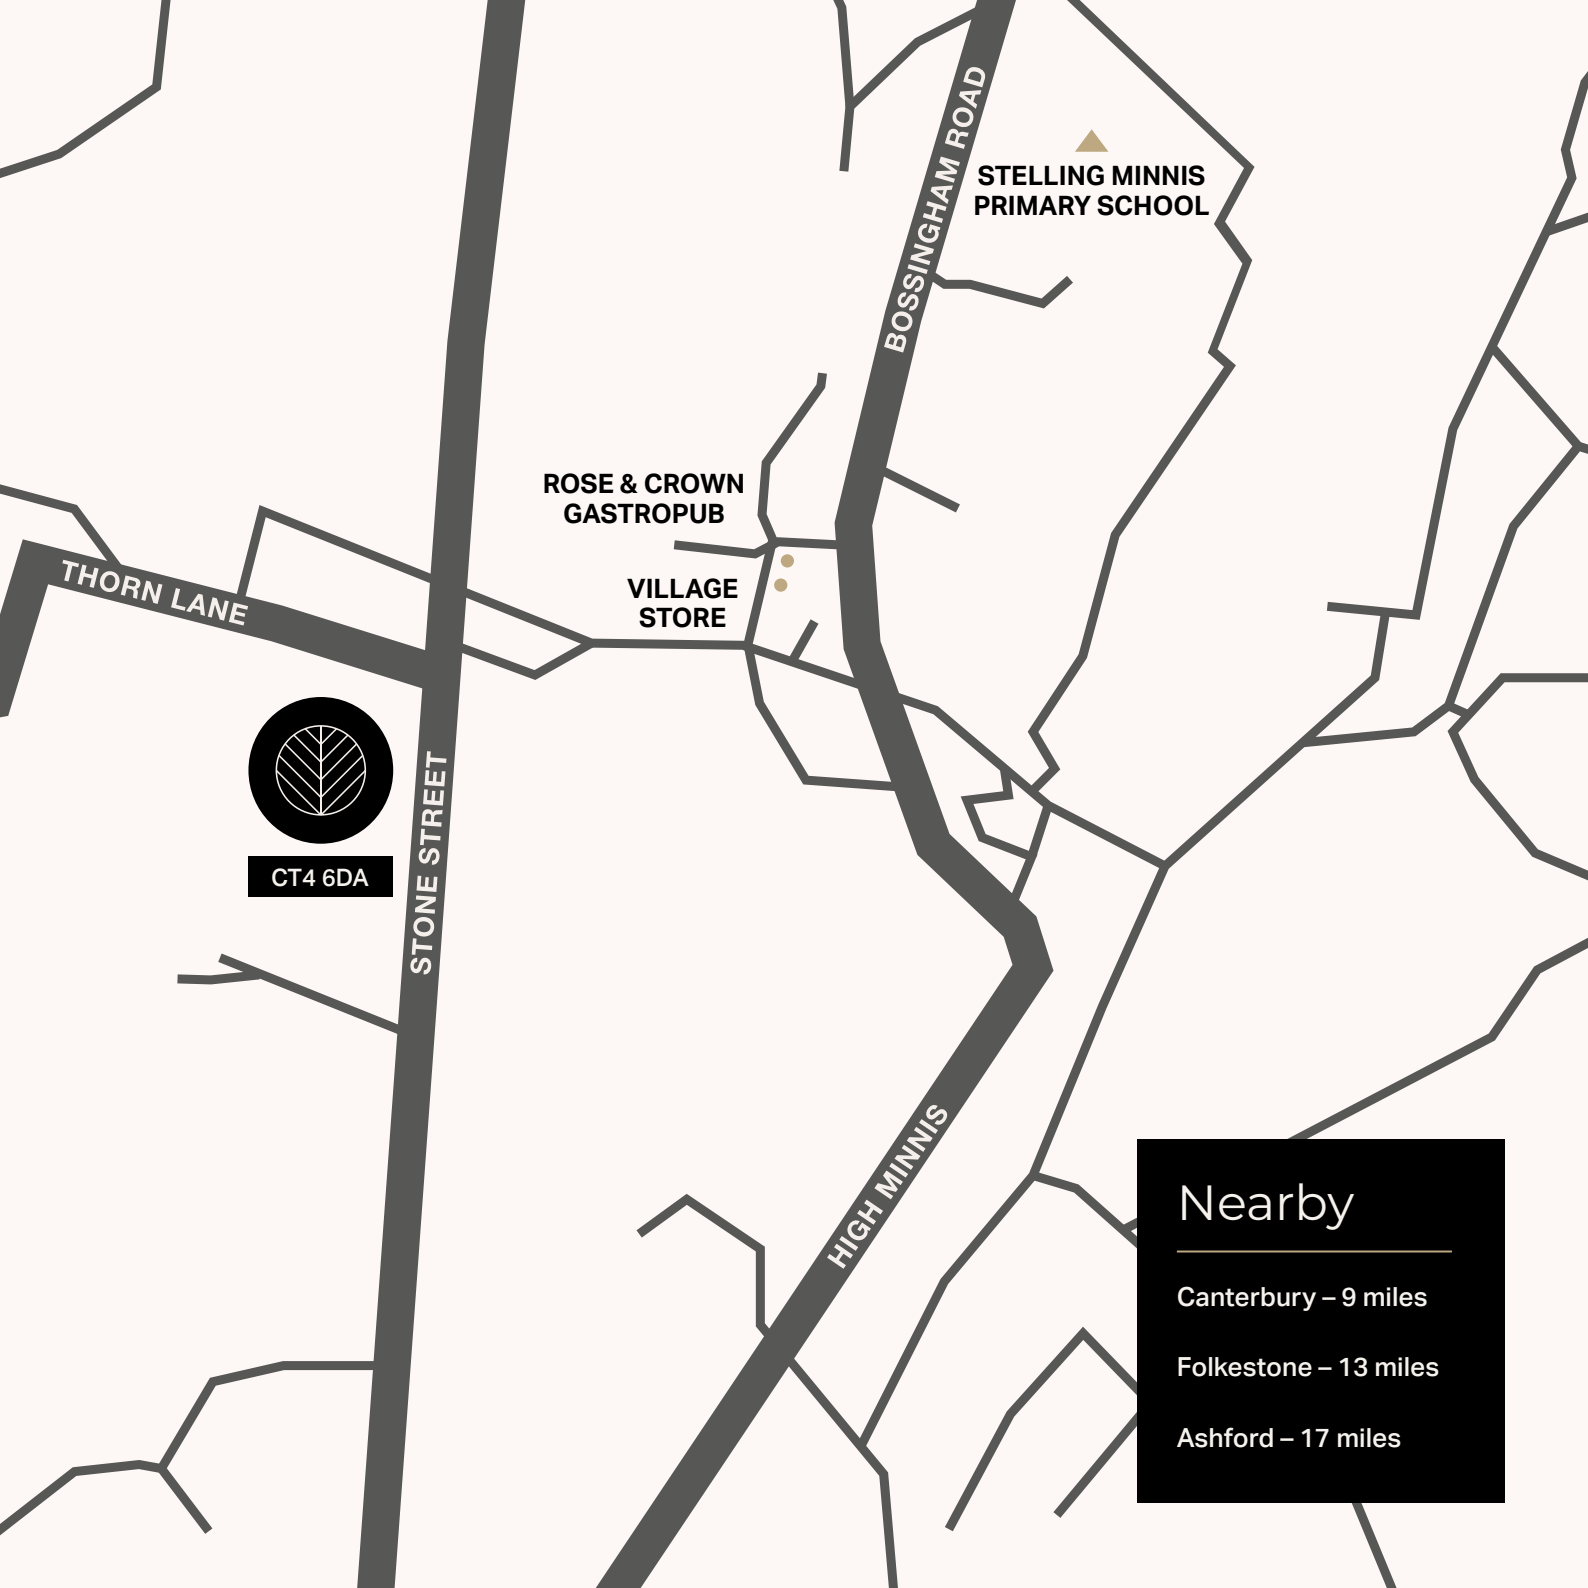 BOSSINGHAM ROAD
STELLING MINNIS
PRIMARY SCHOOL
ROSE & CROWN
GASTROPUB
THORN LANE
VILLAGE
STORE
STONE STREET
CT4 6DA
HIGH MINNIS
Nearby
Canterbury – 9 miles
Folkestone – 13 miles
Ashford – 17 miles